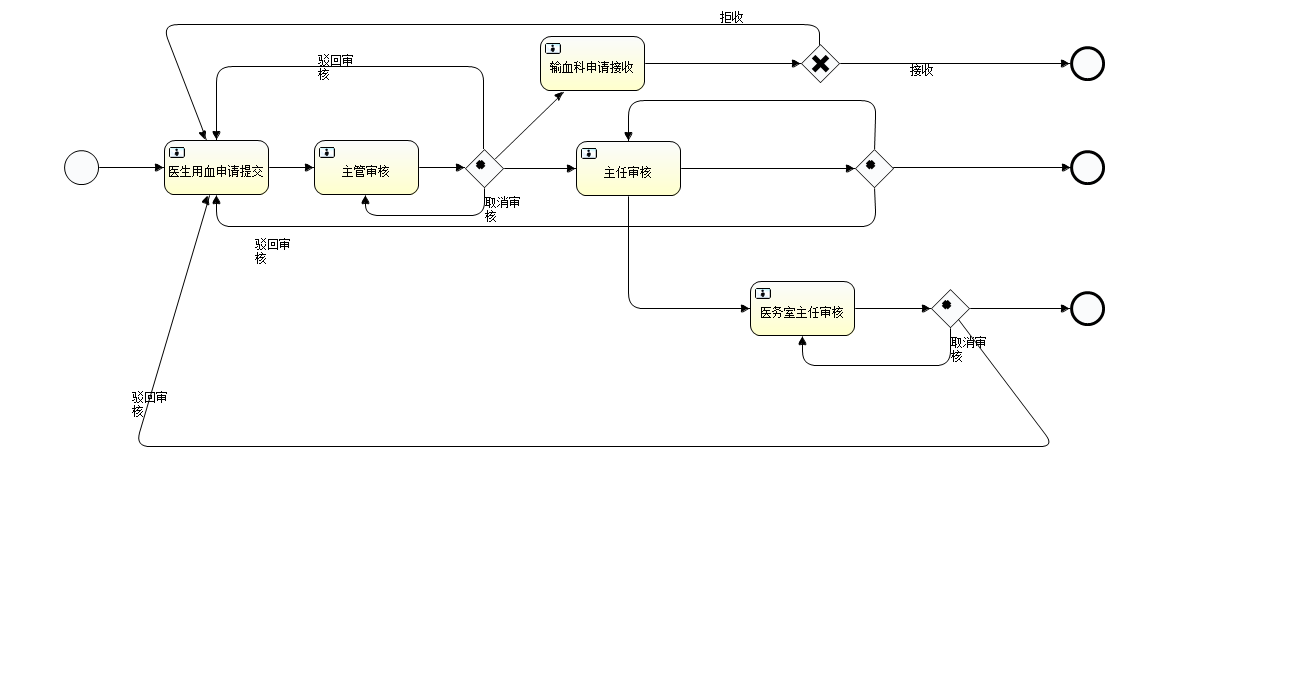 拒收
驳回审
核
输血科申请接收
接收
医生用血申请提交
主管审核
主任审核
取消审
核
驳回审
核
医务室主任审核
取消审
核
驳回审
核